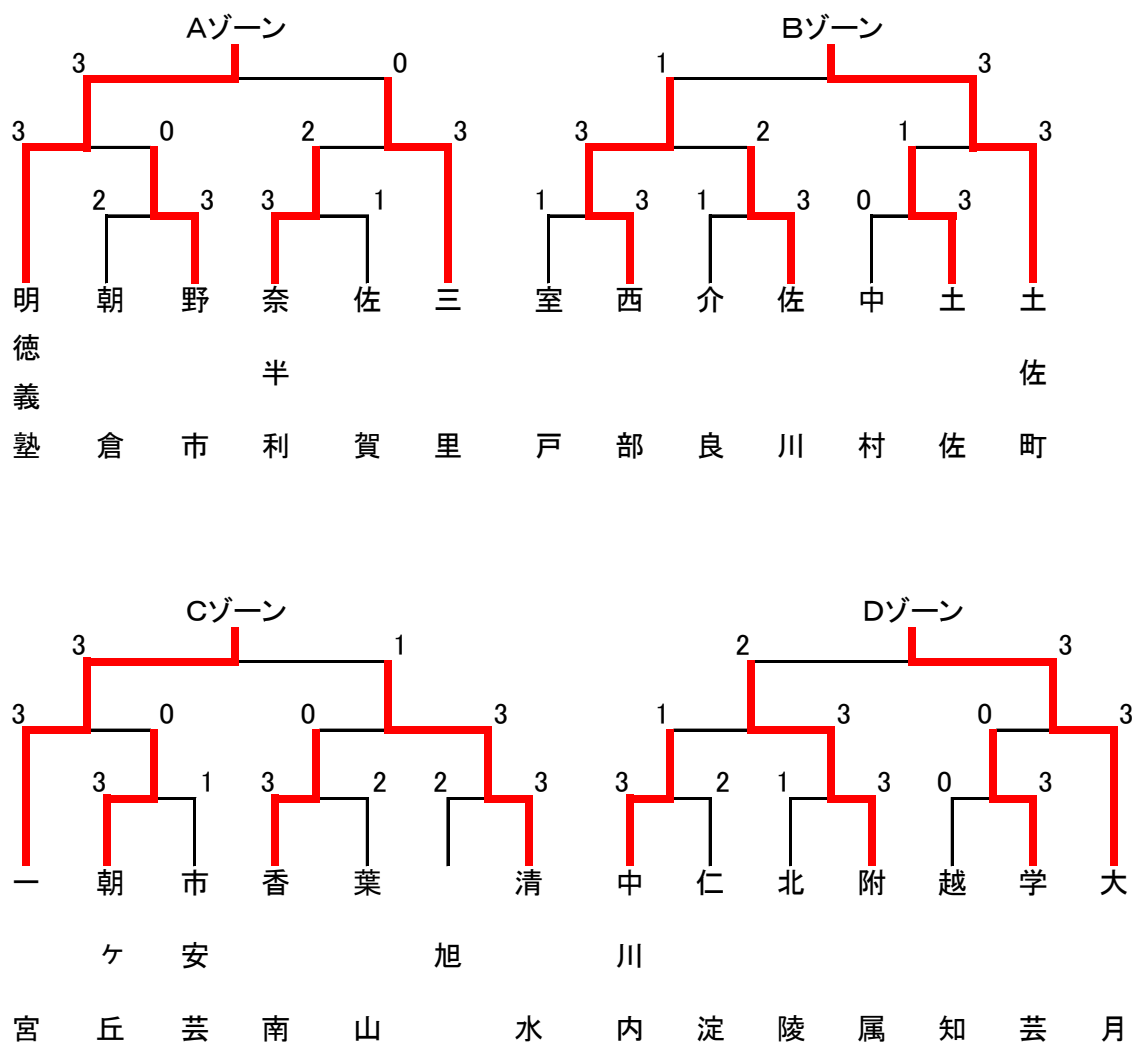 Aゾーン
Bゾーン
3 0 1 3
3 0 2 3 3 2 1 3
2 3 3 1 1 3 1 3 0 3
明徳義塾
朝倉
野市
奈半利
佐賀
三里
室戸
西部
介良
佐川
中村
土佐
土佐町
Cゾーン
Dゾーン
3 1 2 3
3 0 0 3 1 3 0 3
3 1 3 2 2 3 3 2 1 3 0 3
一宮
朝ヶ丘
市安芸
香南
葉山
旭
清水
中川内
仁淀
北陵
附属
越知
学芸
大月